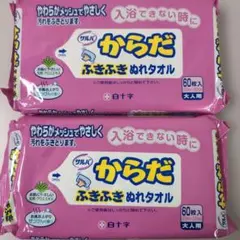 やわらかメッシュでやさしく
汚れをふきとります。
入浴できない時に
サルバ
からだ
ふきふき ぬれタオル
60枚入
大人用
白十字
やわらかメッシュでやさしく
汚れをふきとります。
入浴できない時に
サルバ
からだ
ふきふき ぬれタオル
60枚入
大人用
白十字